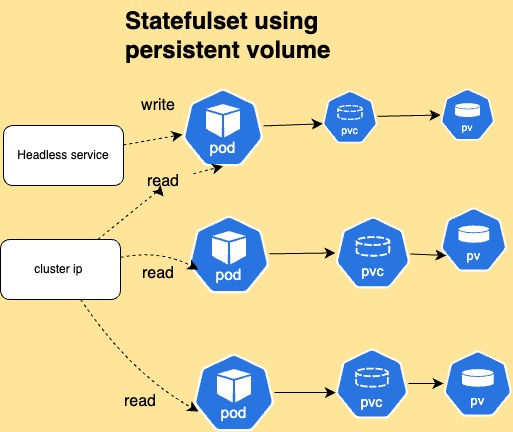 Statefulset using
persistent volume
write
Headless service
pod
pvc
pv
read
cluster ip
read
pod
pvc
pv
read
pod
pvc
pv